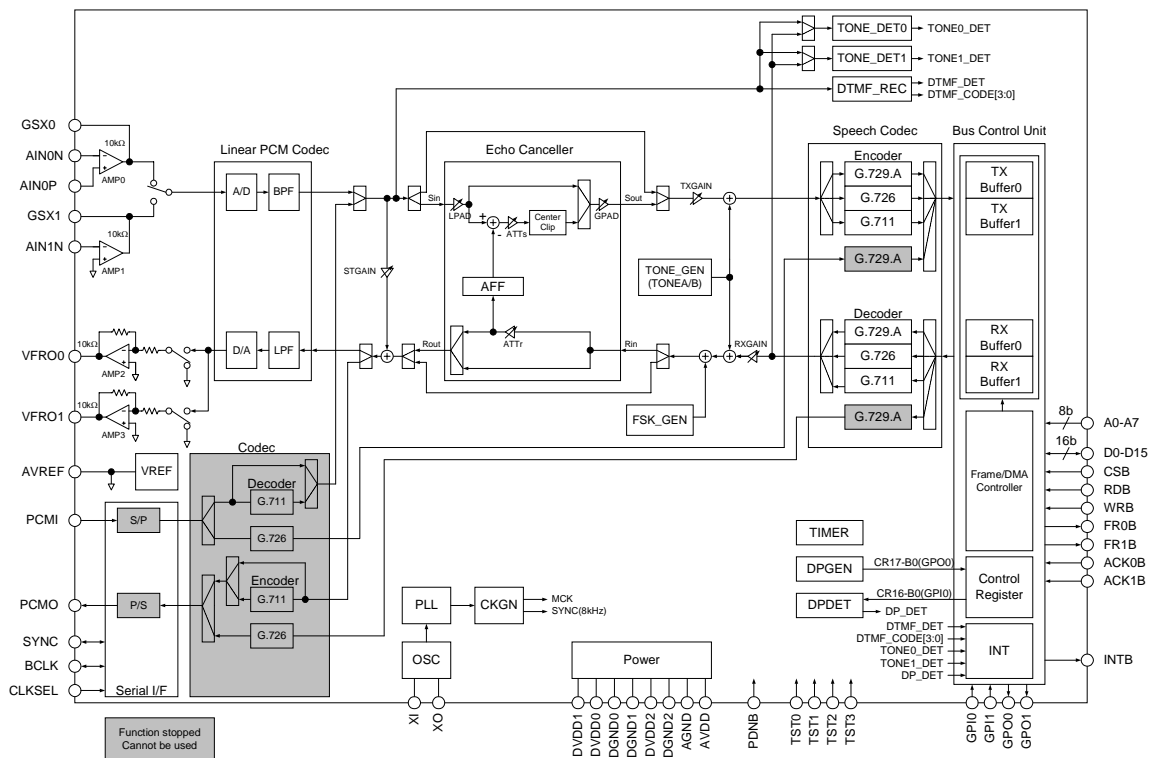 TONE_DET0
TONE0_DET
TONE_DET1
TONE1_DET
DTMF_REC
DTMF_DET
DTMF_CODE[3:0]
GSX0
10kΩ
AIN0N
AMP0
AIN0P
GSX1
10kΩ
AIN1N
AMP1
Linear PCM Codec
A/D
BPF
Echo Canceller
Sin
LPAD
+
-
ATTs
Center
Clip
GPAD
Sout
TXGAIN
AFF
STGAIN
TONE_GEN
(TONEA/B)
Speech Codec
Encoder
G.729.A
G.726
G.711
G.729.A
Bus Control Unit
TX
Buffer0
TX
Buffer1
VFRO0
10kΩ
AMP2
D/A
LPF
Rout
ATTr
Rin
RXGAIN
FSK_GEN
Decoder
G.729.A
G.726
G.711
G.729.A
RX
Buffer0
RX
Buffer1
VFRO1
10kΩ
AMP3
AVREF
VREF
Codec
Decoder
G.711
G.726
PCMI
S/P
Encoder
G.711
G.726
PCMO
P/S
SYNC
BCLK
CLKSEL
Serial I/F
8b
A0-A7
16b
D0-D15
Frame/DMA
Controller
CSB
RDB
WRB
FR0B
FR1B
ACK0B
ACK1B
TIMER
DPGEN
CR17-B0(GPO0)
CR16-B0(GPI0)
DPDET
DP_DET
Control
Register
DTMF_DET
DTMF_CODE[3:0]
TONE0_DET
TONE1_DET
DP_DET
INT
INTB
PLL
CKGN
MCK
SYNC(8kHz)
OSC
Power
XI
XO
DVDD1
DVDD0
DGND0
DGND1
DVDD2
DGND2
AGND
AVDD
PDNB
TST0
TST1
TST2
TST3
GPI0
GPI1
GPO0
GPO1
Function stopped
Cannot be used